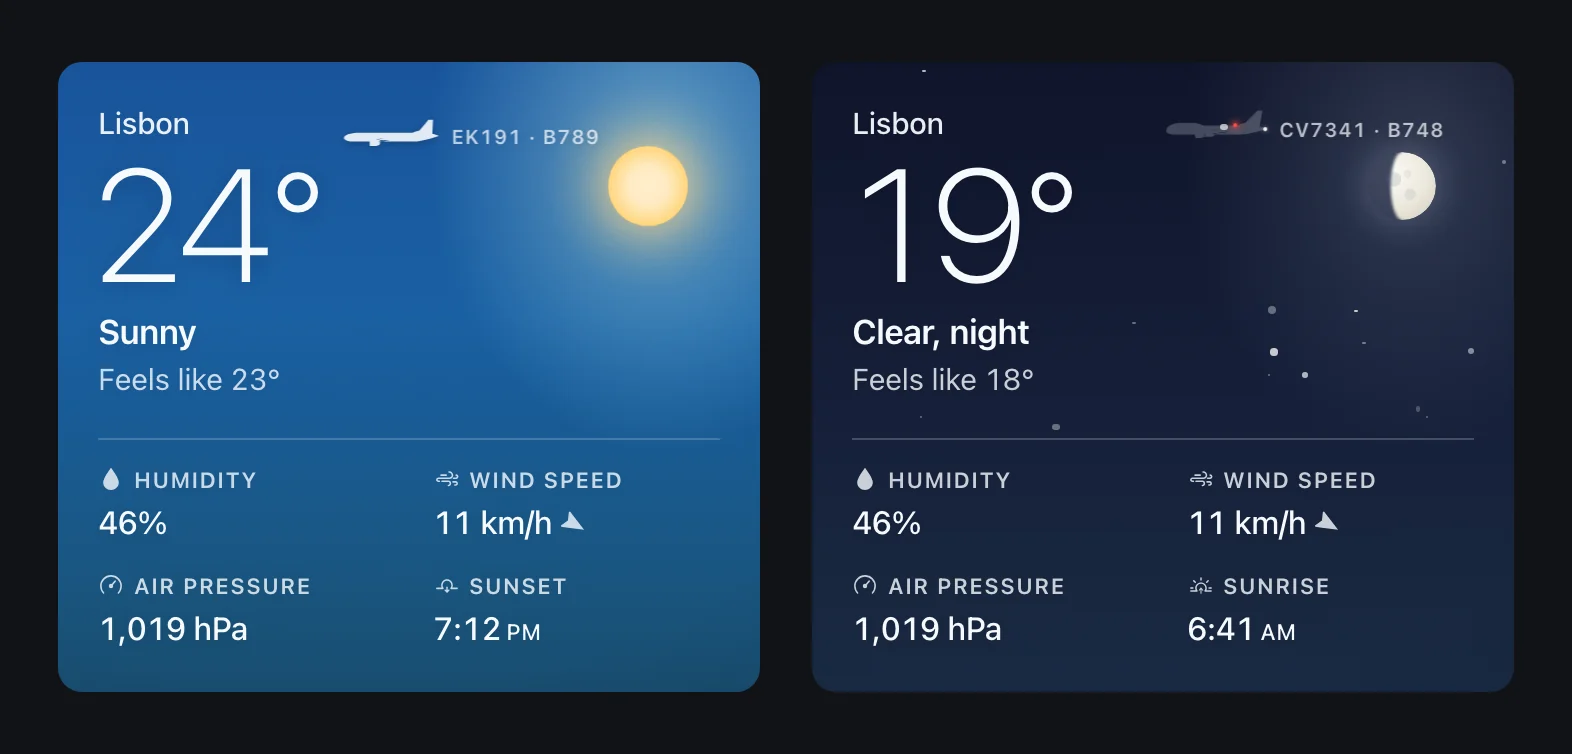 Lisbon
EK191 · B789
24°
Sunny
Feels like 23°
HUMIDITY
46%
WIND SPEED
11 km/h
AIR PRESSURE
1,019 hPa
SUNSET
7:12 PM
Lisbon
CV7341 · B748
19°
Clear, night
Feels like 18°
HUMIDITY
46%
WIND SPEED
11 km/h
AIR PRESSURE
1,019 hPa
SUNRISE
6:41 AM